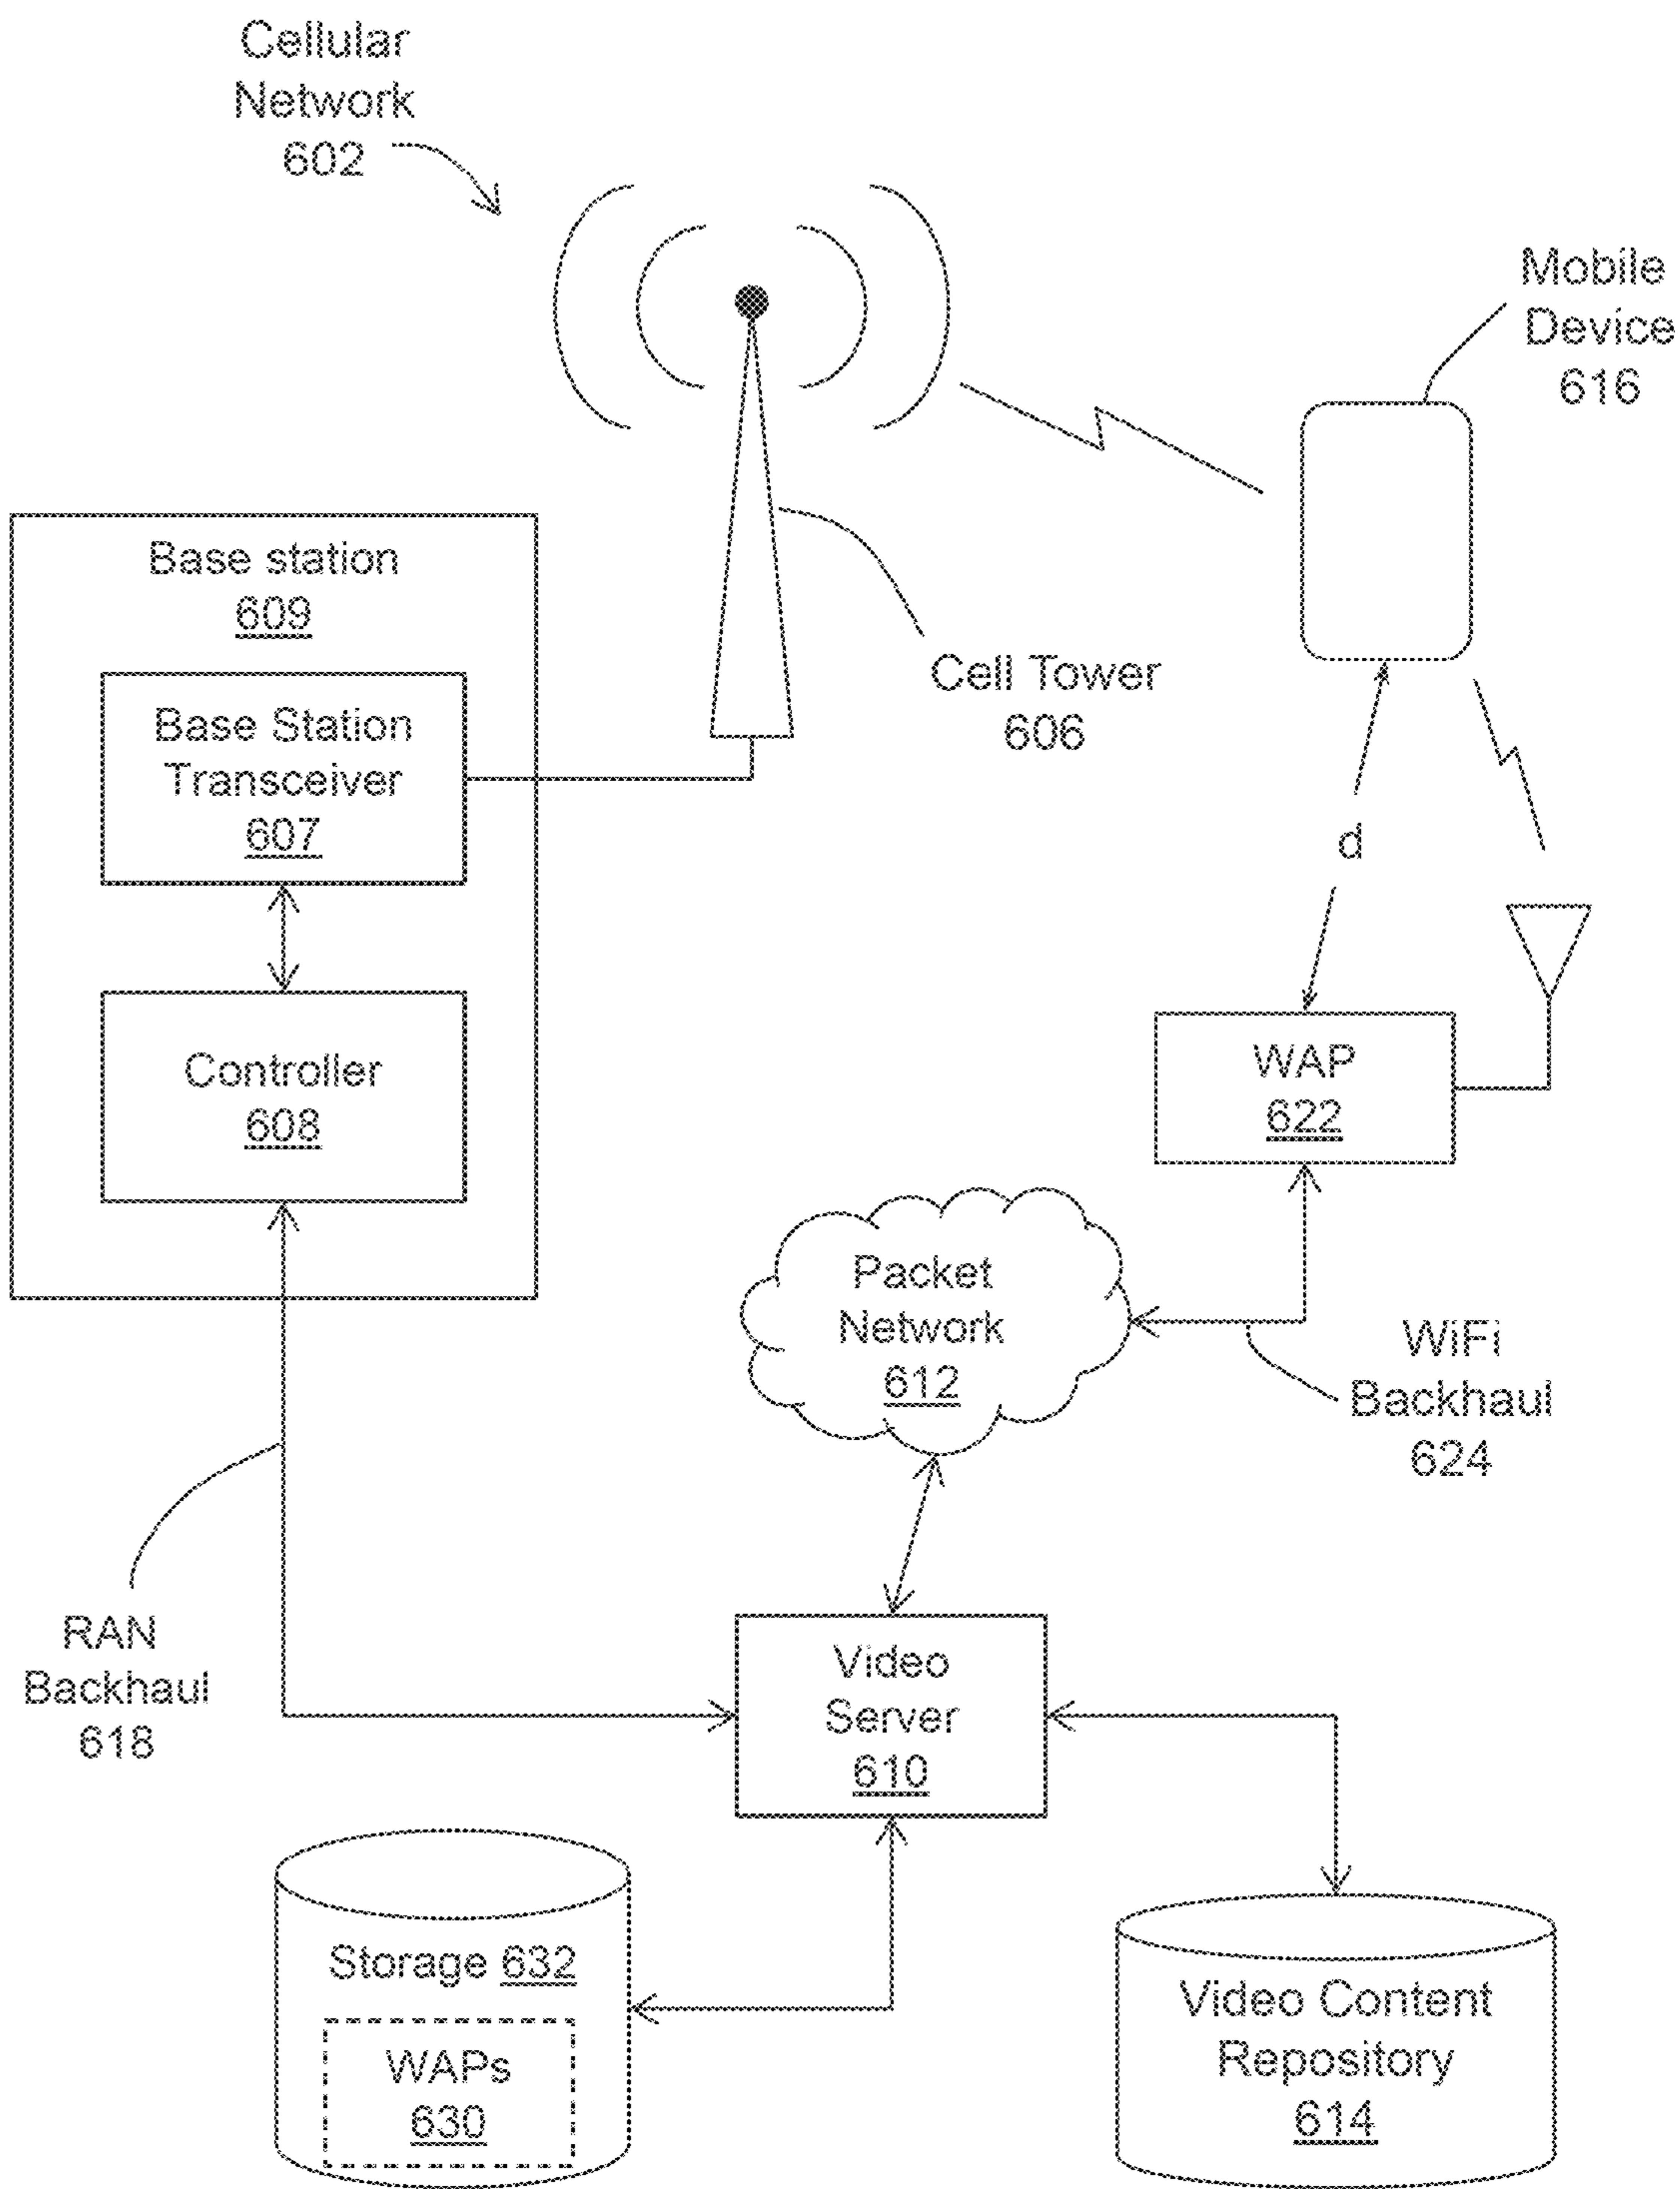 Cellular
Network
602
Mobile
Device
616
Base station
609
Cell Tower
606
Base Station
Transceiver
607
d
Controller
608
WAP
622
Packet
Network
612
WiFi
Backhaul
624
RAN
Backhaul
618
Video
Server
610
Storage 632
WAPs
630
Video Content
Repository
614